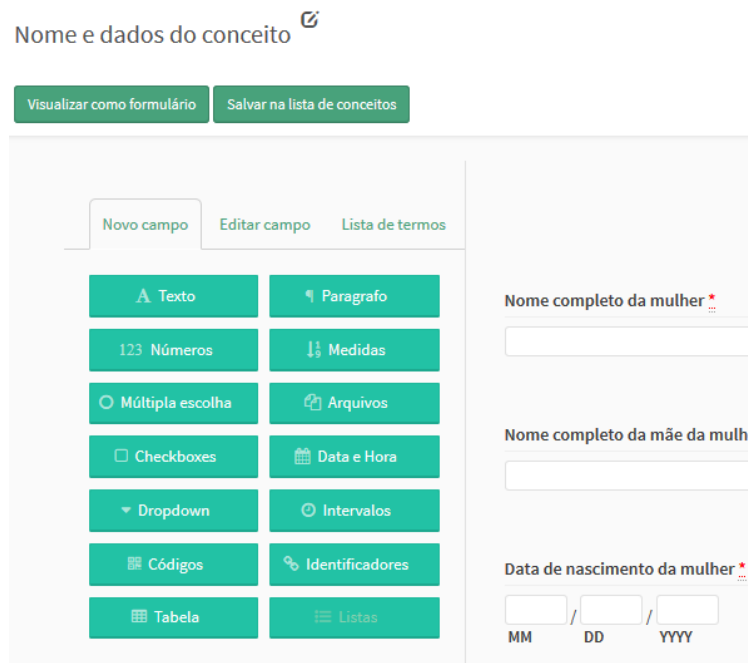 Nome e dados do conceito
Visualizar como formulário Salvar na lista de conceitos
Novo campo Editar campo Lista de termos
A Texto ¶ Paragrafo
123 Números Medidas
Múltipla escolha Arquivos
Checkboxes Data e Hora
Dropdown Intervalos
Códigos Identificadores
Tabela Listas
Nome completo da mulher *
Nome completo da mãe da mulh
Data de nascimento da mulher *
/ /
MM DD YYYY